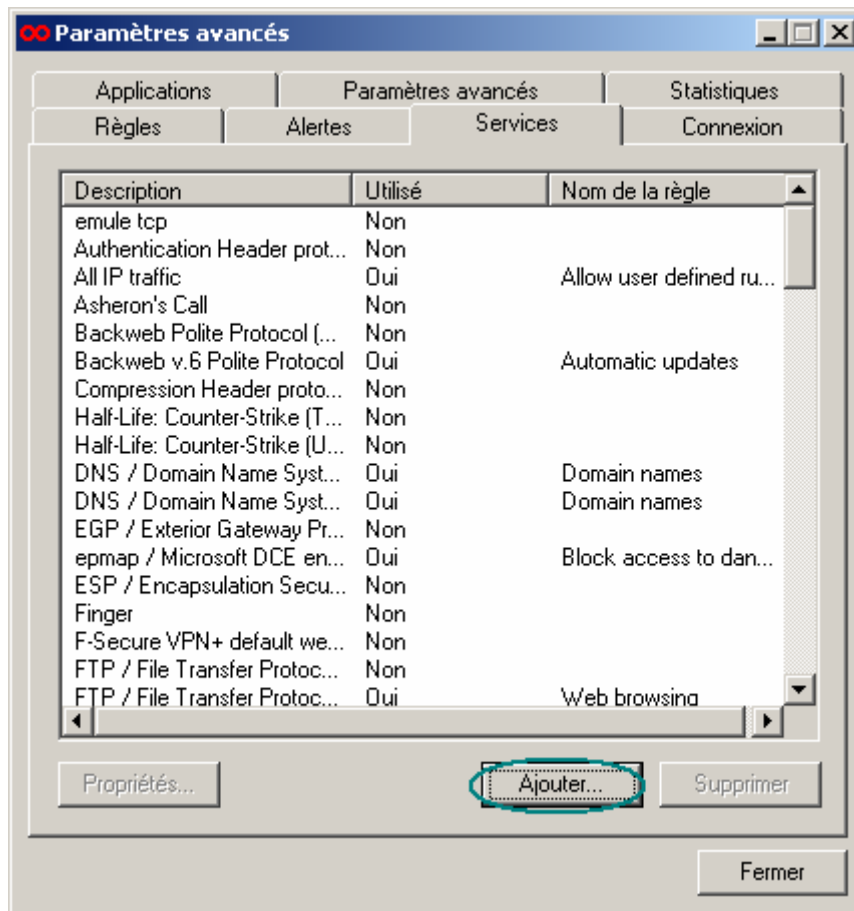 Paramètres avancés
Applications Paramètres avancés Statistiques
Règles Alertes Services Connexion
Description Utilisé Nom de la règle
emule tcp Non
Authentication Header prot... Non
All IP traffic Oui Allow user defined ru...
Asheron's Call Non
Backweb Polite Protocol (... Non
Backweb v.6 Polite Protocol Oui Automatic updates
Compression Header proto... Non
Half-Life: Counter-Strike (T... Non
Half-Life: Counter-Strike (U... Non
DNS / Domain Name Syst... Oui Domain names
DNS / Domain Name Syst... Oui Domain names
EGP / Exterior Gateway Pr... Non
epmap / Microsoft DCE en... Oui Block access to dan...
ESP / Encapsulation Secu... Non
Finger Non
F-Secure VPN+ default we... Non
FTP / File Transfer Protoc... Non
FTP / File Transfer Protoc... Oui Web browsing
Propriétés... Ajouter... Supprimer
Fermer